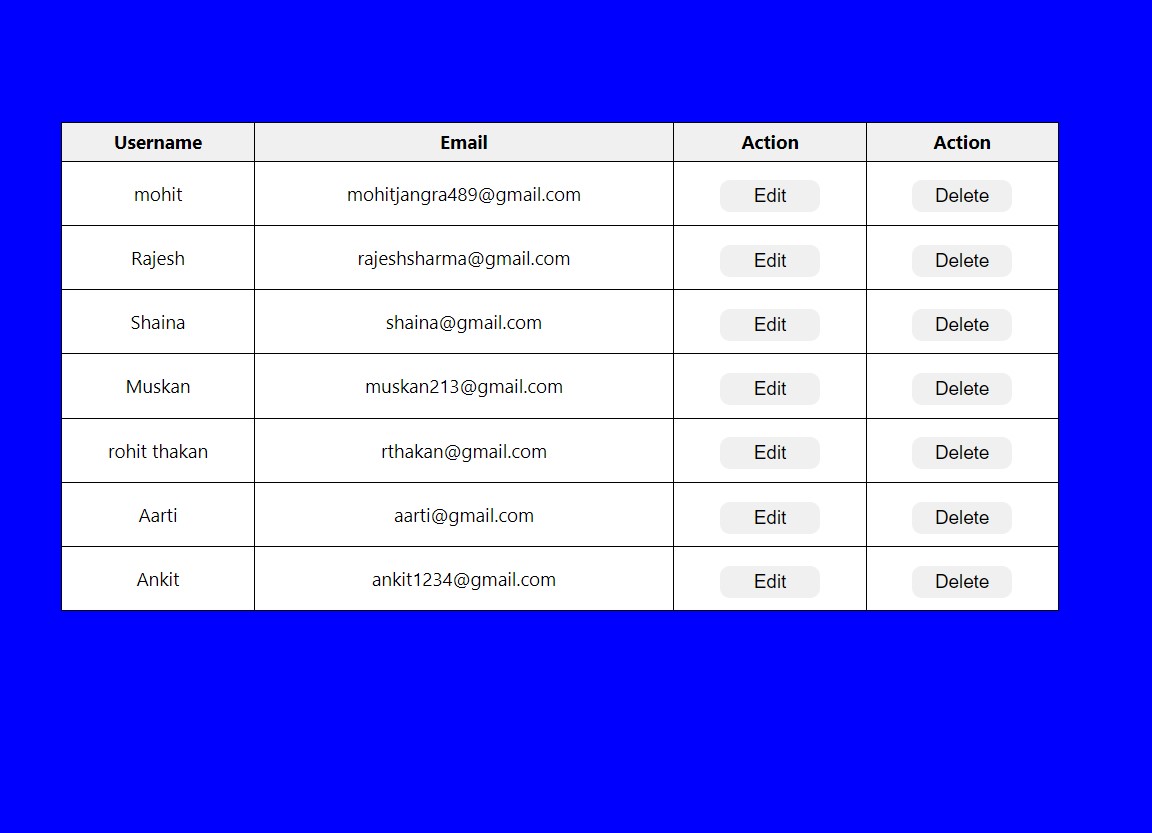 Username Email Action Action
mohit mohitjangra489@gmail.com Edit Delete
Rajesh rajeshsharma@gmail.com Edit Delete
Shaina shaina@gmail.com Edit Delete
Muskan muskan213@gmail.com Edit Delete
rohit thakan rthakan@gmail.com Edit Delete
Aarti aarti@gmail.com Edit Delete
Ankit ankit1234@gmail.com Edit Delete